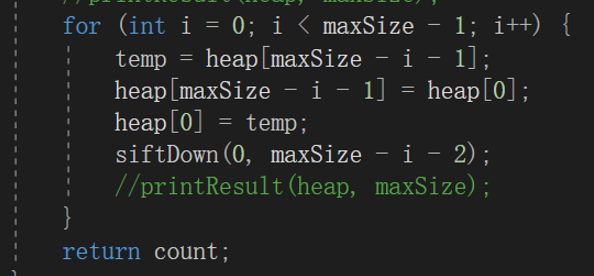 //printResult(heap, maxSize);
for (int i = 0; i < maxSize - 1; i++) {
temp = heap[maxSize - i - 1];
heap[maxSize - i - 1] = heap[0];
heap[0] = temp;
siftDown(0, maxSize - i - 2);
//printResult(heap, maxSize);
}
return count;